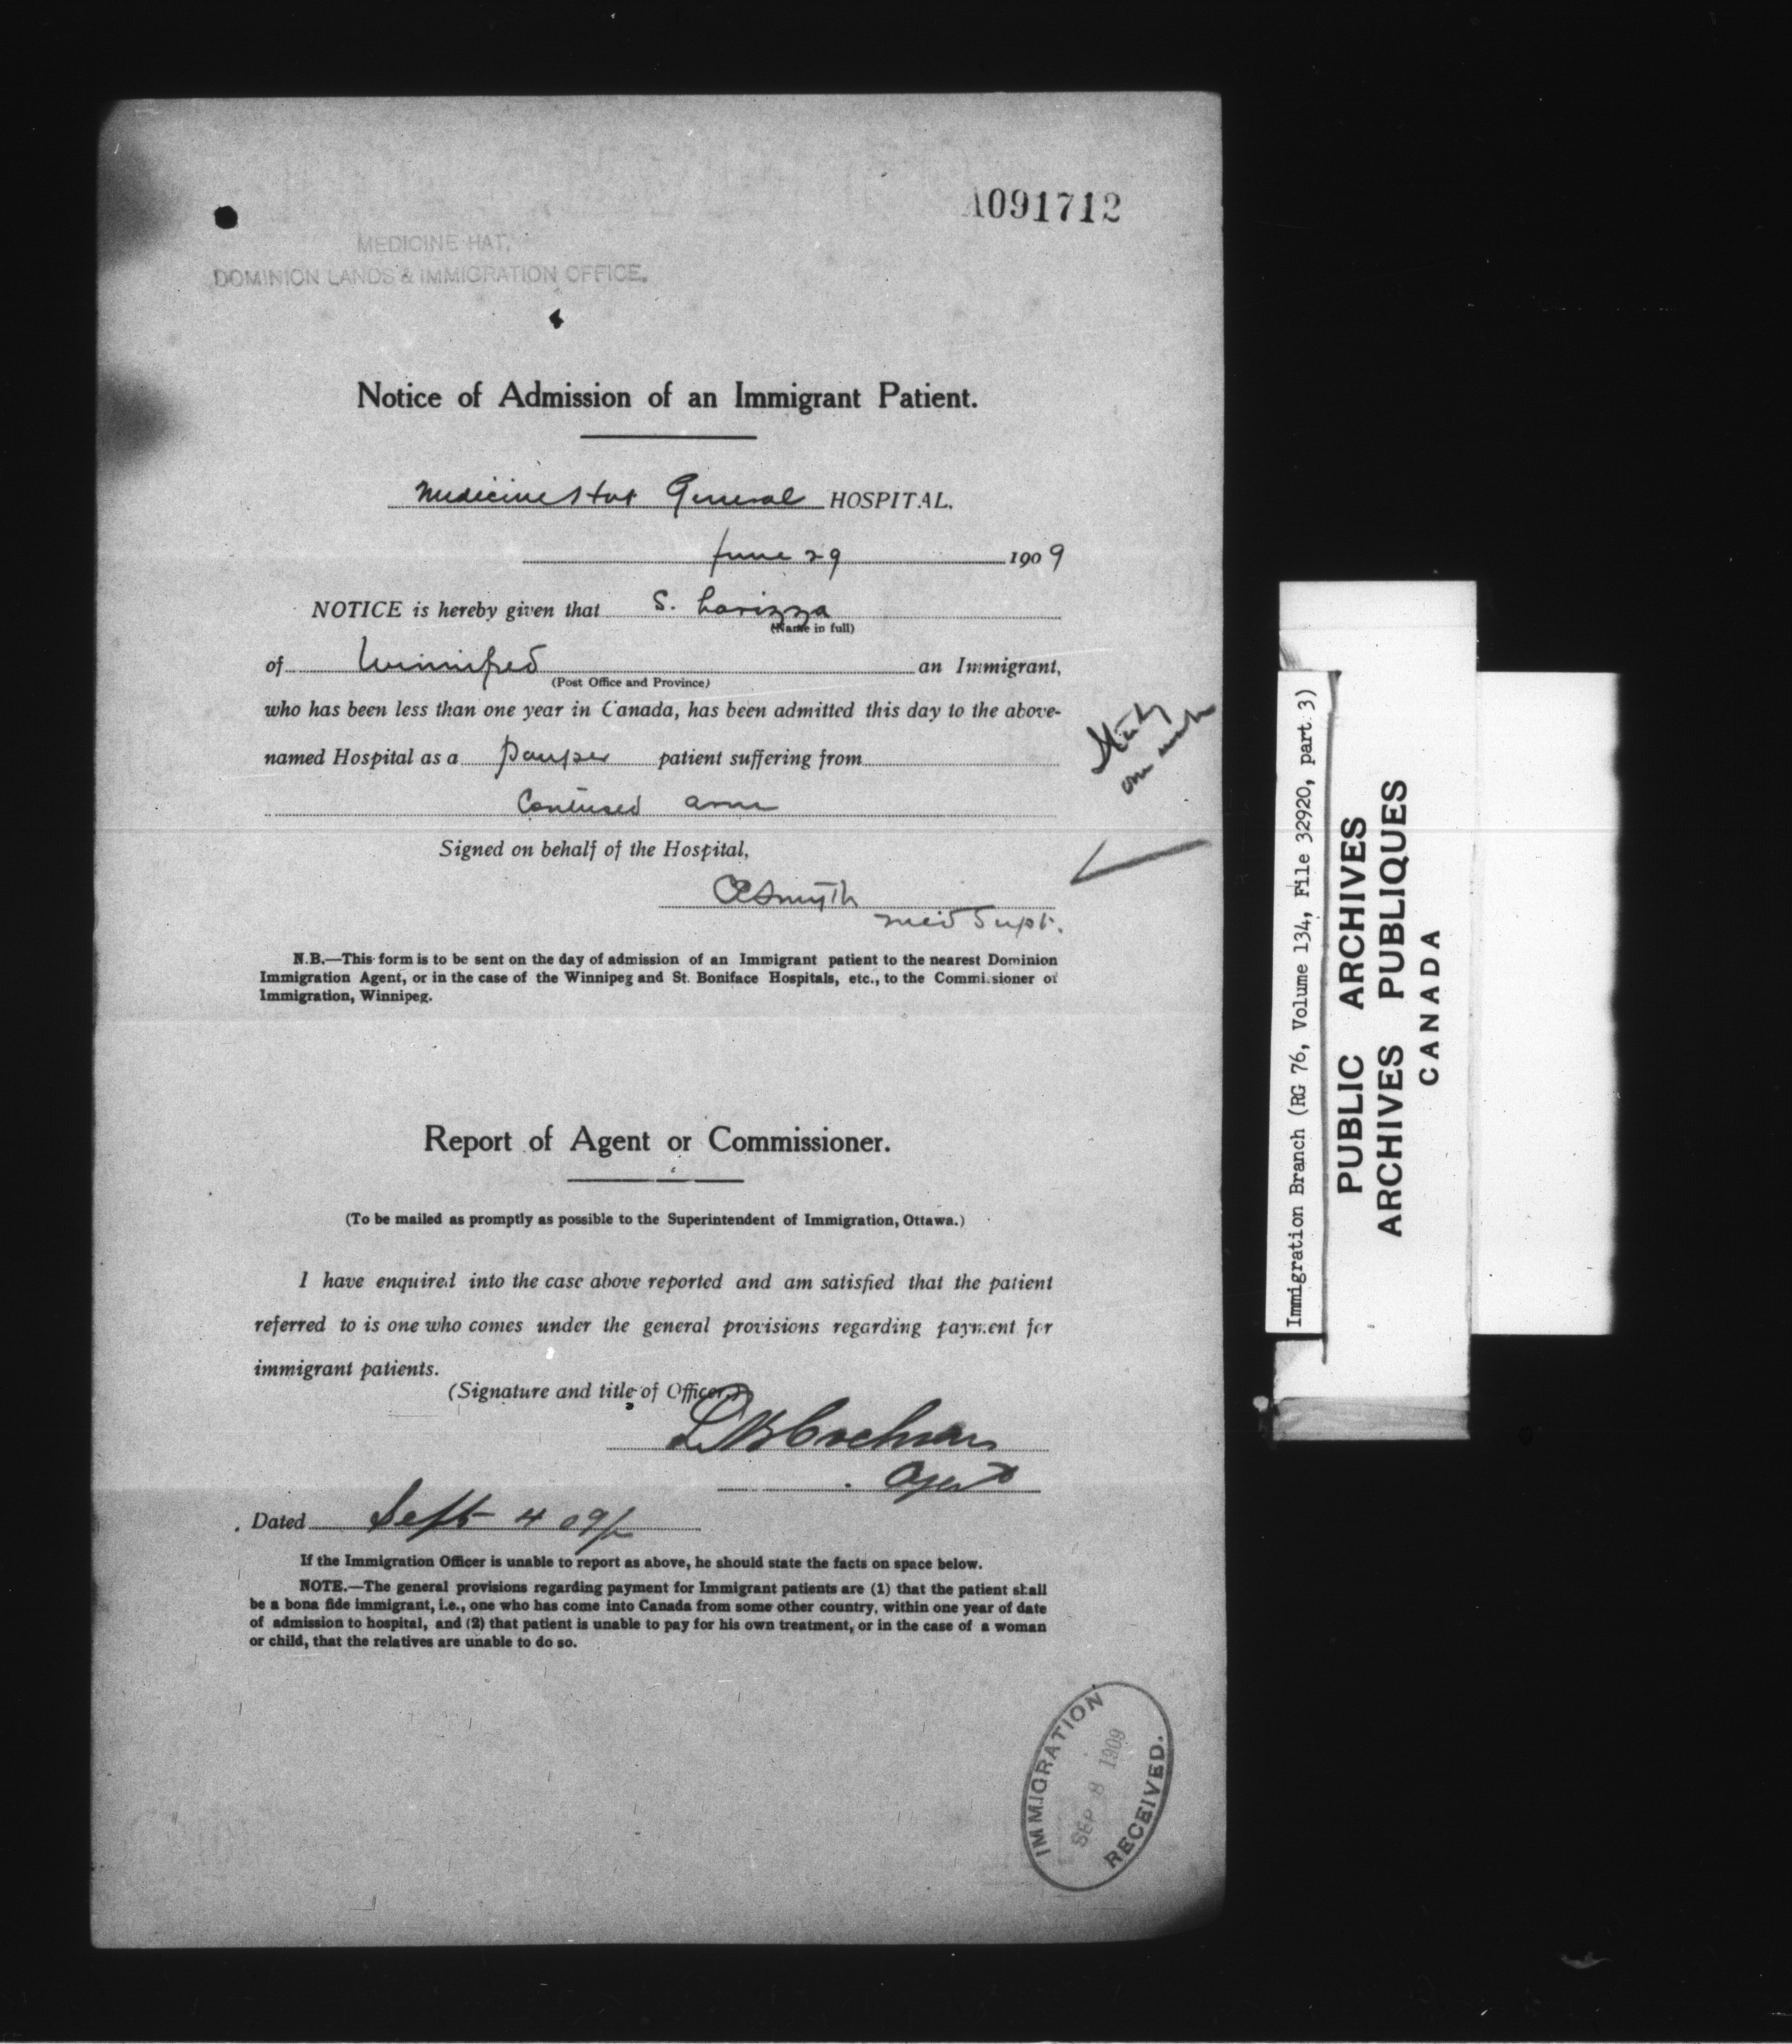 A091712
MEDICINE HAT,
DOMINION LANDS & IMMIGRATION OFFICE.
Notice of Admission of an Immigrant Patient.
Medicine Hat General HOSPITAL.
June 29 1909
NOTICE is hereby given that S. Larizza
(Name in full)
of Winnifred an Immigrant,
(Post Office and Province)
who has been less than one year in Canada, has been admitted this day to the above-
named Hospital as a pauper patient suffering from
Contused arm
Signed on behalf of the Hospital,
Smyth
Med Supt.
N.B.—This form is to be sent on the day of admission of an Immigrant patient to the nearest Dominion
Immigration Agent, or in the case of the Winnipeg and St. Boniface Hospitals, etc., to the Commissioner of
Immigration, Winnipeg.
Report of Agent or Commissioner.
(To be mailed as promptly as possible to the Superintendent of Immigration, Ottawa.)
I have enquired into the case above reported and am satisfied that the patient
referred to is one who comes under the general provisions regarding payment for
immigrant patients.
(Signature and title of Officer.)
Cochran
Agent
Dated Sept 4 09
If the Immigration Officer is unable to report as above, he should state the facts on space below.
NOTE.—The general provisions regarding payment for Immigrant patients are (1) that the patient shall
be a bona fide immigrant, i.e., one who has come into Canada from some other country, within one year of date
of admission to hospital, and (2) that patient is unable to pay for his own treatment, or in the case of a woman
or child, that the relatives are unable to do so.
IMMIGRATION
SEP 8 1909
RECEIVED.
Immigration Branch (RG 76, Volume 134, File 32920, part 3)
PUBLIC ARCHIVES
ARCHIVES PUBLIQUES
CANADA